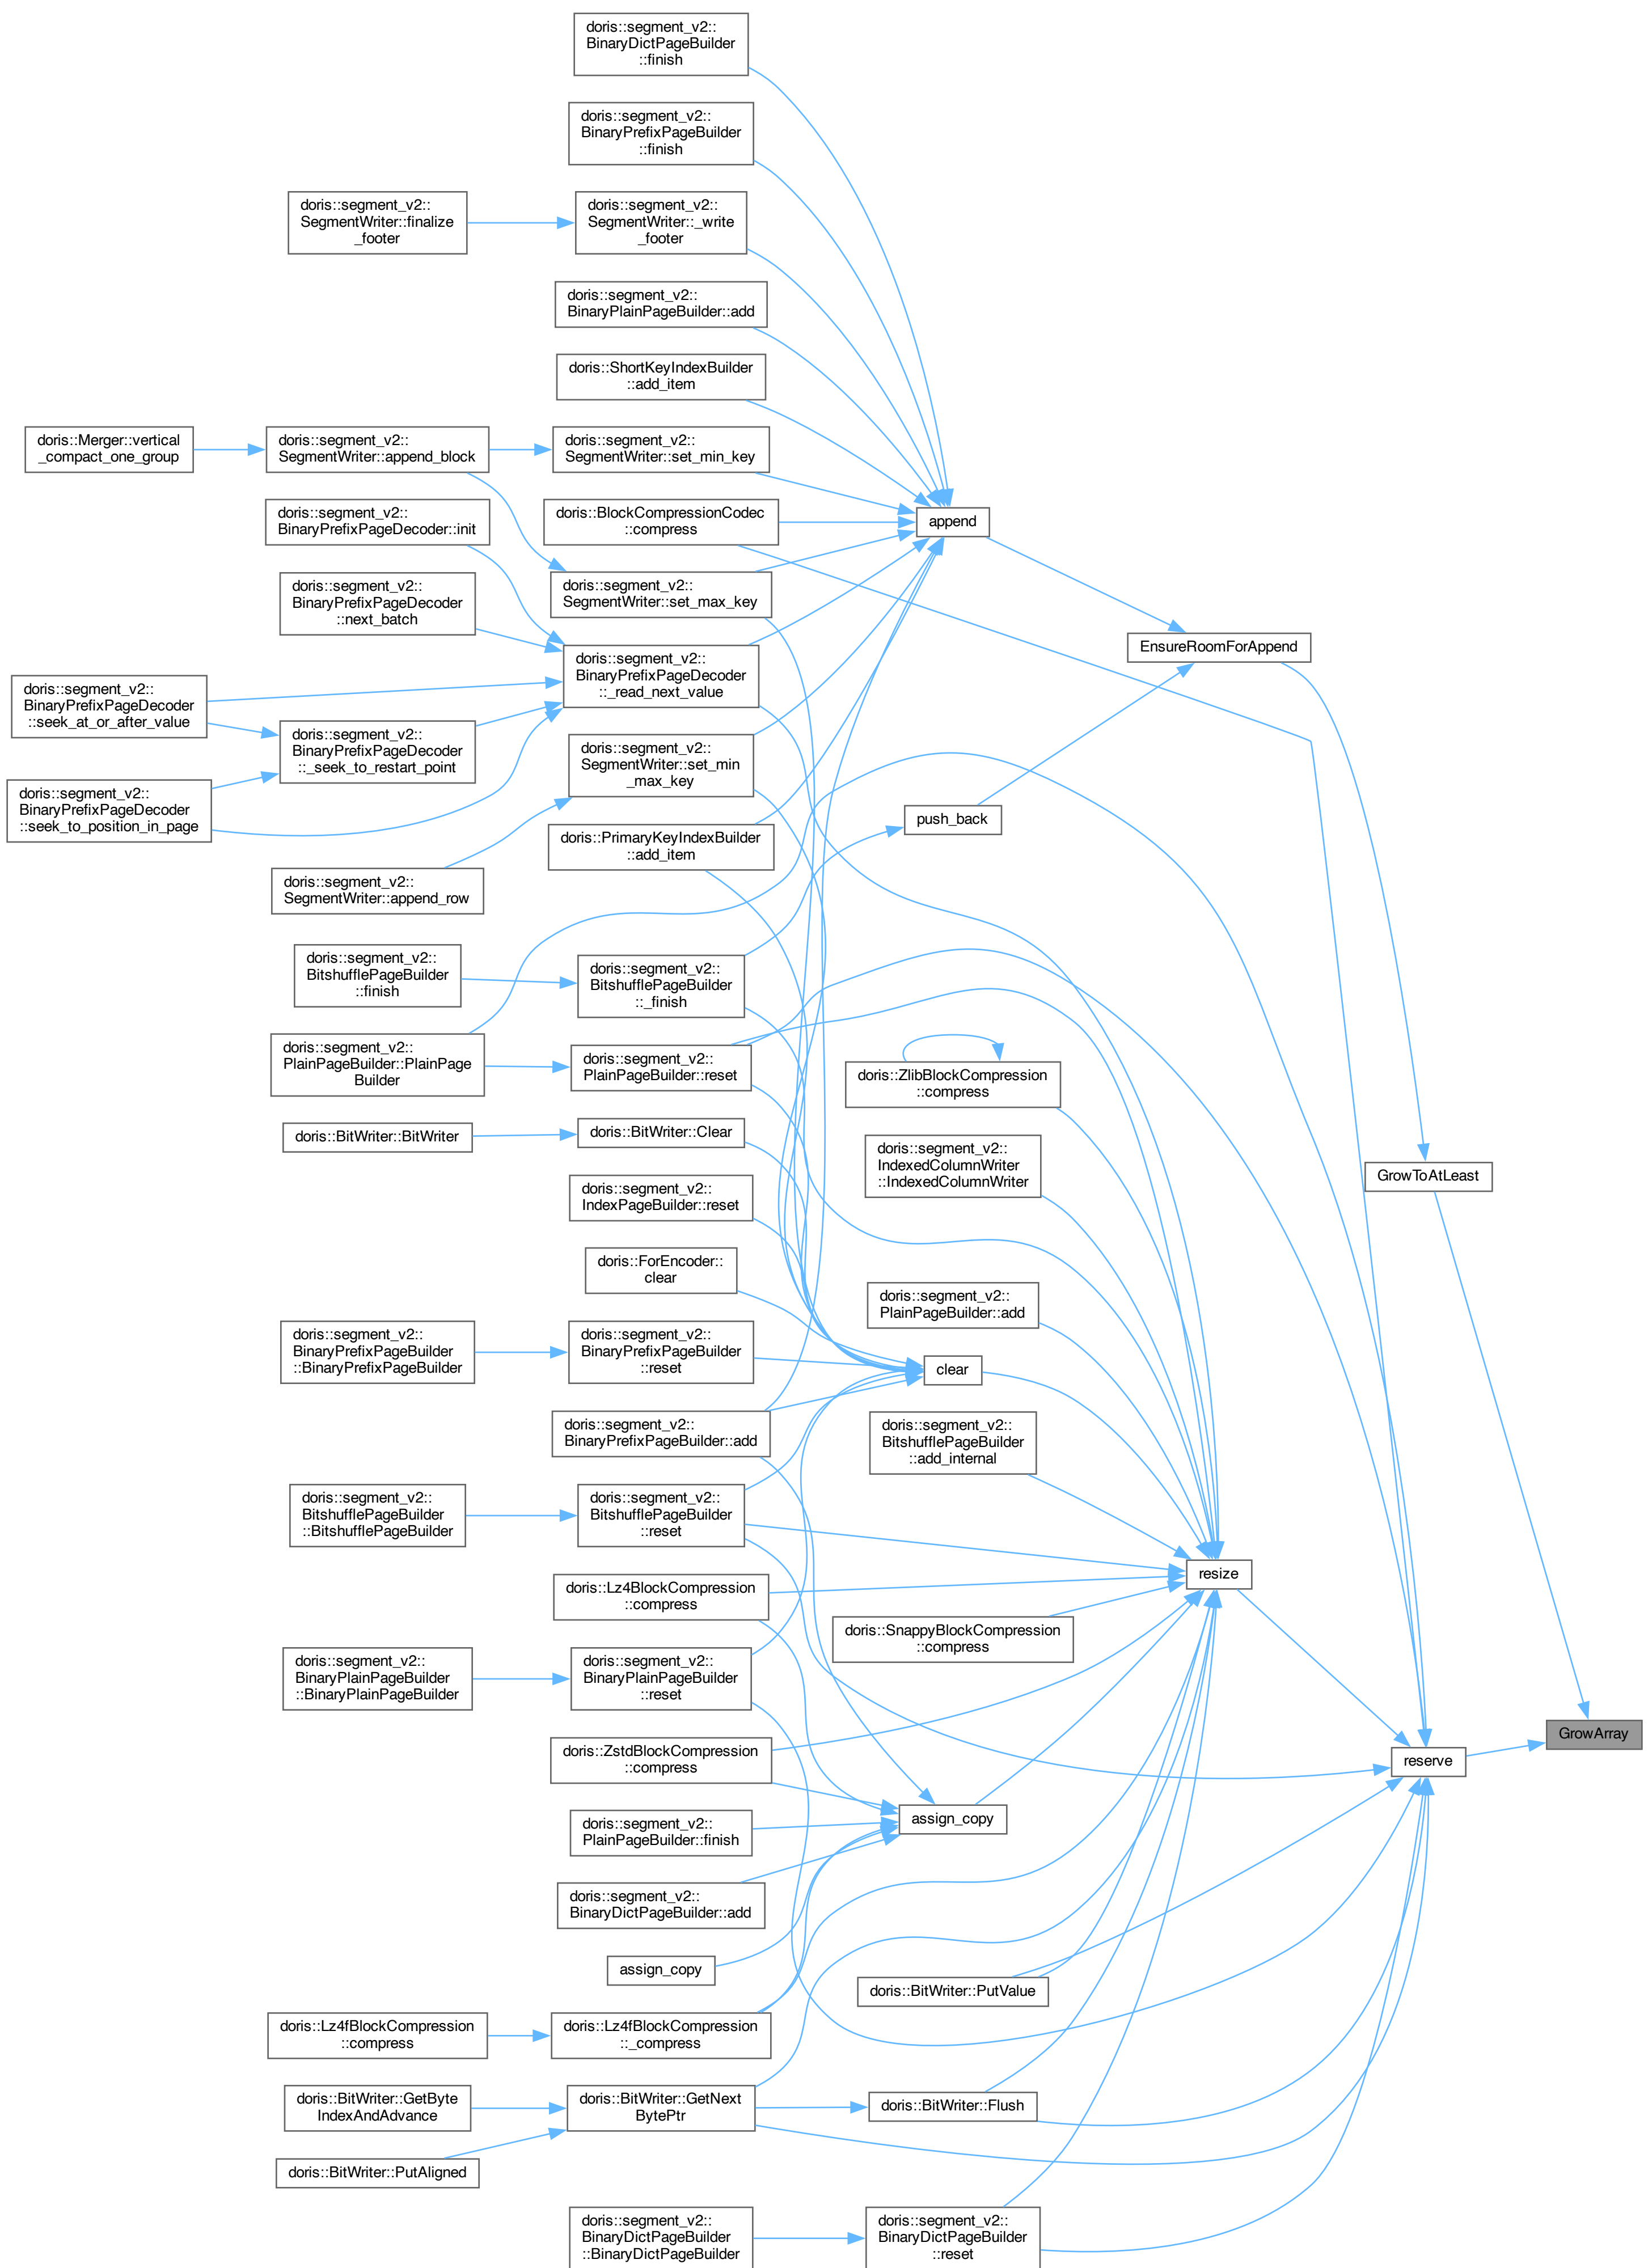 doris::segment_v2::
BinaryDictPageBuilder
::finish
doris::segment_v2::
BinaryPrefixPageBuilder
::finish
doris::segment_v2::
SegmentWriter::finalize
_footer
doris::segment_v2::
SegmentWriter::_write
_footer
doris::segment_v2::
BinaryPlainPageBuilder::add
doris::ShortKeyIndexBuilder
::add_item
doris::Merger::vertical
_compact_one_group
doris::segment_v2::
SegmentWriter::append_block
doris::segment_v2::
SegmentWriter::set_min_key
doris::segment_v2::
BinaryPrefixPageDecoder::init
doris::BlockCompressionCodec
::compress
append
doris::segment_v2::
BinaryPrefixPageDecoder
::next_batch
doris::segment_v2::
SegmentWriter::set_max_key
EnsureRoomForAppend
doris::segment_v2::
BinaryPrefixPageDecoder
::_read_next_value
doris::segment_v2::
BinaryPrefixPageDecoder
::seek_at_or_after_value
doris::segment_v2::
BinaryPrefixPageDecoder
::_seek_to_restart_point
doris::segment_v2::
SegmentWriter::set_min
_max_key
doris::segment_v2::
BinaryPrefixPageDecoder
::seek_to_position_in_page
push_back
doris::PrimaryKeyIndexBuilder
::add_item
doris::segment_v2::
SegmentWriter::append_row
doris::segment_v2::
BitshufflePageBuilder
::finish
doris::segment_v2::
BitshufflePageBuilder
::_finish
doris::segment_v2::
PlainPageBuilder::PlainPage
Builder
doris::segment_v2::
PlainPageBuilder::reset
doris::ZlibBlockCompression
::compress
doris::BitWriter::BitWriter
doris::BitWriter::Clear
doris::segment_v2::
IndexedColumnWriter
::IndexedColumnWriter
GrowToAtLeast
doris::segment_v2::
IndexPageBuilder::reset
doris::ForEncoder::
clear
doris::segment_v2::
PlainPageBuilder::add
doris::segment_v2::
BinaryPrefixPageBuilder
::BinaryPrefixPageBuilder
doris::segment_v2::
BinaryPrefixPageBuilder
::reset
clear
doris::segment_v2::
BinaryPrefixPageBuilder::add
doris::segment_v2::
BitshufflePageBuilder
::add_internal
doris::segment_v2::
BitshufflePageBuilder
::BitshufflePageBuilder
doris::segment_v2::
BitshufflePageBuilder
::reset
resize
doris::Lz4BlockCompression
::compress
doris::SnappyBlockCompression
::compress
doris::segment_v2::
BinaryPlainPageBuilder
::BinaryPlainPageBuilder
doris::segment_v2::
BinaryPlainPageBuilder
::reset
GrowArray
reserve
doris::ZstdBlockCompression
::compress
doris::segment_v2::
PlainPageBuilder::finish
assign_copy
doris::segment_v2::
BinaryDictPageBuilder::add
assign_copy
doris::BitWriter::PutValue
doris::Lz4fBlockCompression
::compress
doris::Lz4fBlockCompression
::_compress
doris::BitWriter::GetByte
IndexAndAdvance
doris::BitWriter::GetNext
BytePtr
doris::BitWriter::Flush
doris::BitWriter::PutAligned
doris::segment_v2::
BinaryDictPageBuilder
::BinaryDictPageBuilder
doris::segment_v2::
BinaryDictPageBuilder
::reset